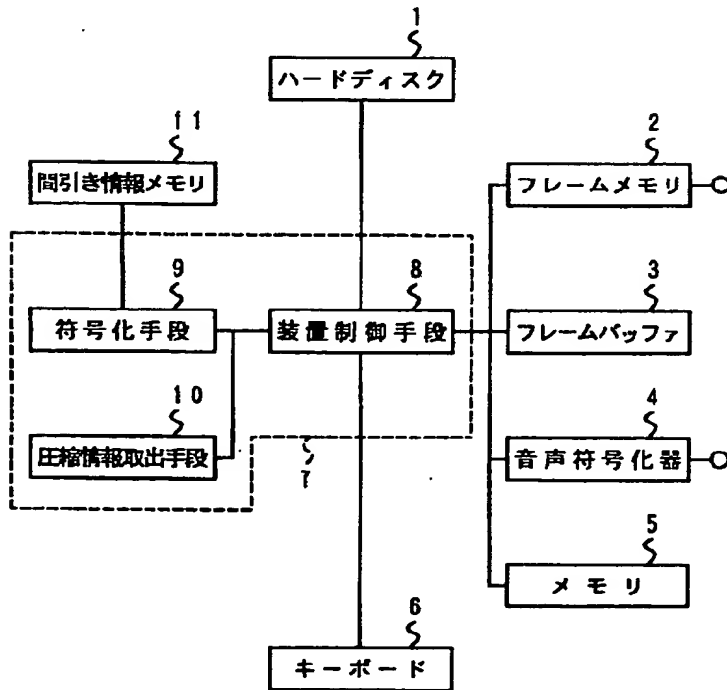 1
ハードディスク
11
間引き情報メモリ
2
フレームメモリ
9
符号化手段
8
装置制御手段
3
フレームバッファ
10
圧縮情報取出手段
7
4
音声符号化器
5
メモリ
6
キーボード